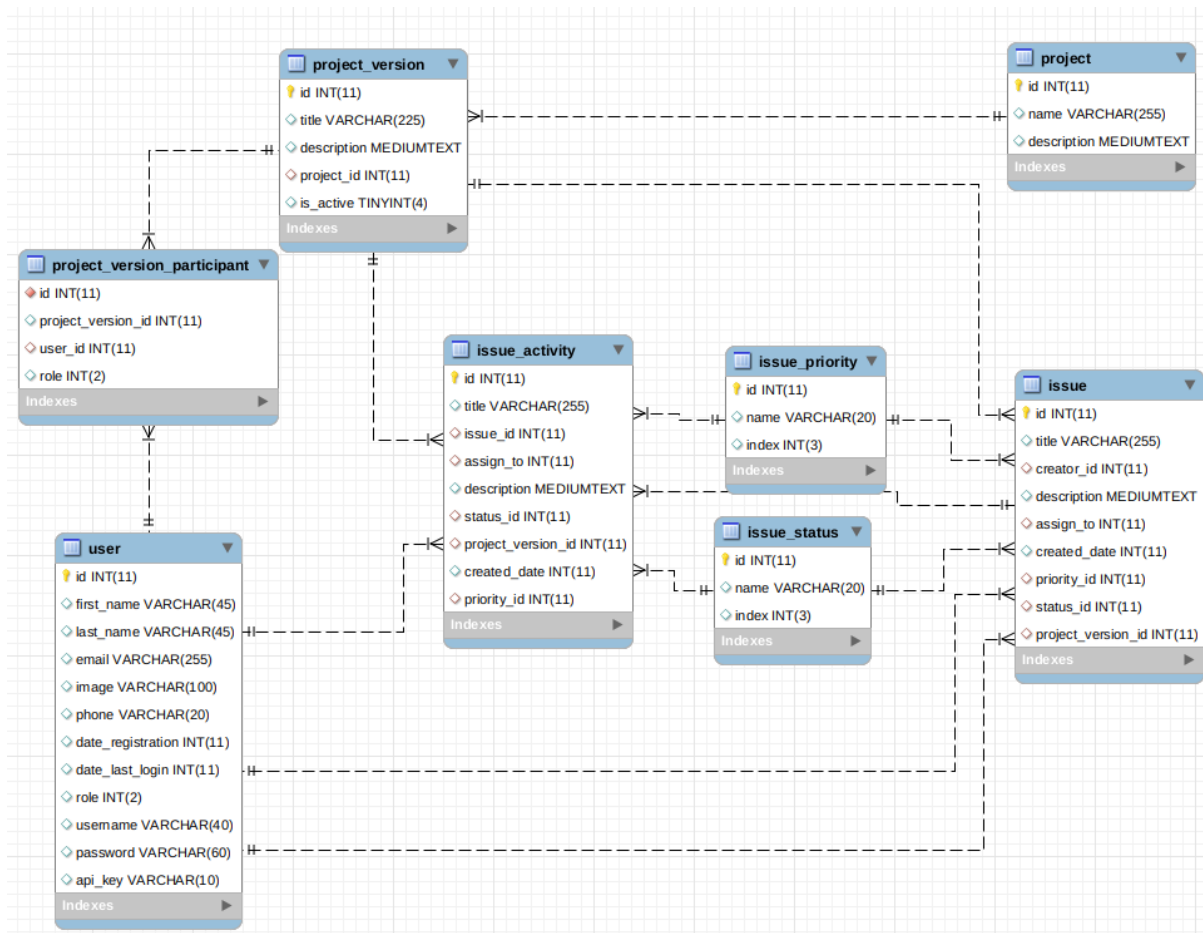 project_version
id INT(11)
title VARCHAR(225)
description MEDIUMTEXT
project_id INT(11)
is_active TINYINT(4)
Indexes
project
id INT(11)
name VARCHAR(255)
description MEDIUMTEXT
Indexes
project_version_participant
id INT(11)
project_version_id INT(11)
user_id INT(11)
role INT(2)
Indexes
issue_activity
id INT(11)
title VARCHAR(255)
issue_id INT(11)
assign_to INT(11)
description MEDIUMTEXT
status_id INT(11)
project_version_id INT(11)
created_date INT(11)
priority_id INT(11)
Indexes
issue_priority
id INT(11)
name VARCHAR(20)
index INT(3)
Indexes
issue
id INT(11)
title VARCHAR(255)
creator_id INT(11)
description MEDIUMTEXT
assign_to INT(11)
created_date INT(11)
priority_id INT(11)
status_id INT(11)
project_version_id INT(11)
Indexes
issue_status
id INT(11)
name VARCHAR(20)
index INT(3)
Indexes
user
id INT(11)
first_name VARCHAR(45)
last_name VARCHAR(45)
email VARCHAR(255)
image VARCHAR(100)
phone VARCHAR(20)
date_registration INT(11)
date_last_login INT(11)
role INT(2)
username VARCHAR(40)
password VARCHAR(60)
api_key VARCHAR(10)
Indexes